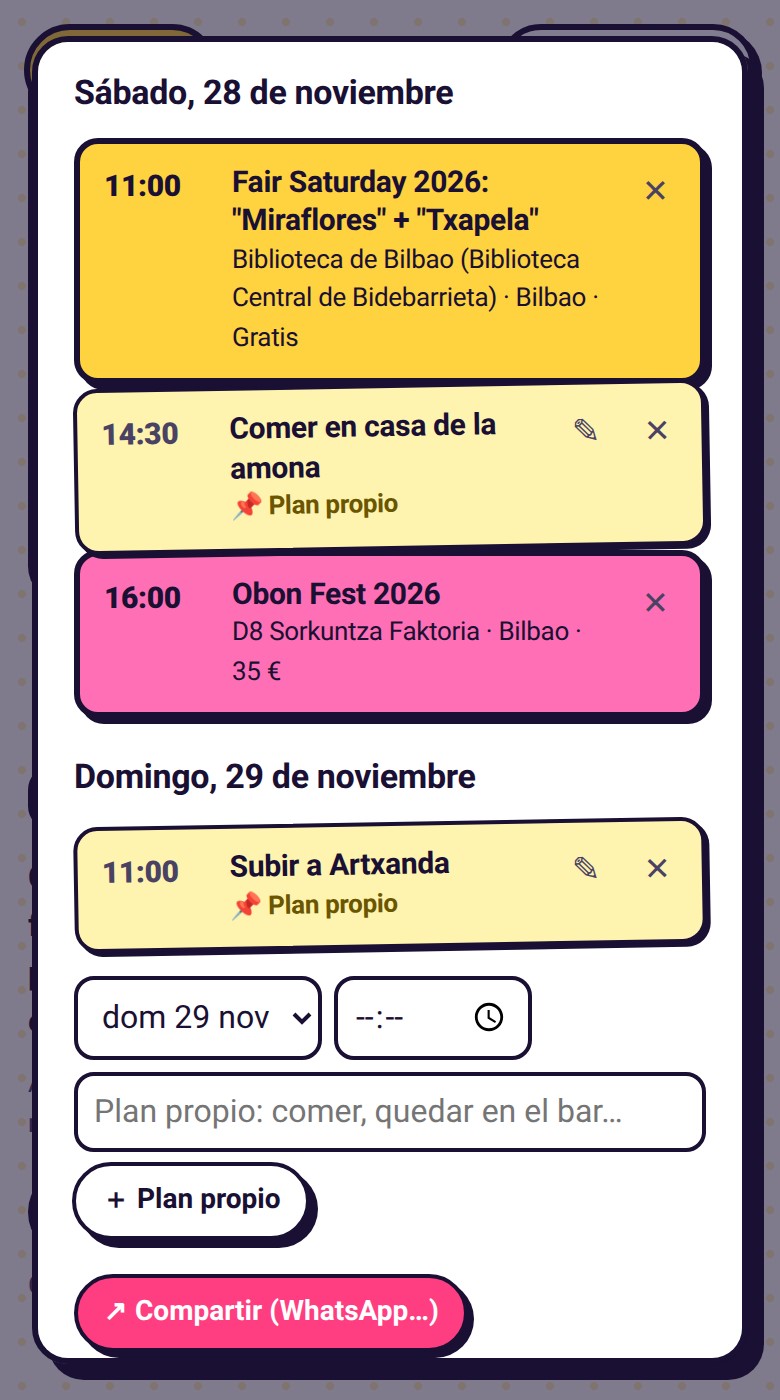 Sábado, 28 de noviembre
11:00
Fair Saturday 2026:
"Miraflores" + "Txapela"
Biblioteca de Bilbao (Biblioteca
Central de Bidebarrieta) · Bilbao ·
Gratis
✕
14:30
Comer en casa de la
amona
📌 Plan propio
✎ ✕
16:00
Obon Fest 2026
D8 Sorkuntza Faktoria · Bilbao ·
35 €
✕
Domingo, 29 de noviembre
11:00
Subir a Artxanda
📌 Plan propio
✎ ✕
dom 29 nov
--:--
Plan propio: comer, quedar en el bar…
+ Plan propio
↗ Compartir (WhatsApp…)